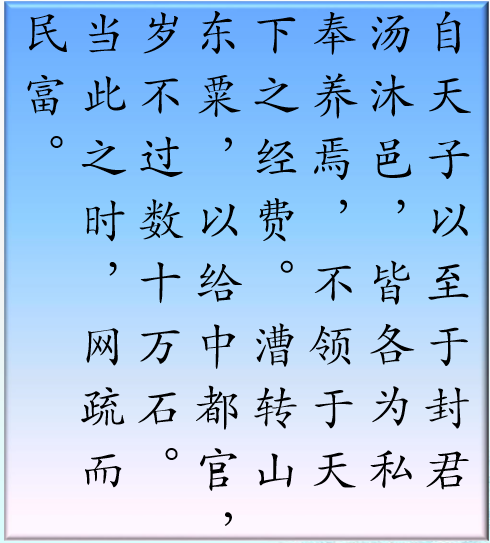 自天子以至于封君
汤沐邑，皆各为私
奉养焉，不领于天
下之经费。漕转山
东粟，以给中都官，
岁不过数十万石。
当此之时，网疏而
民富。